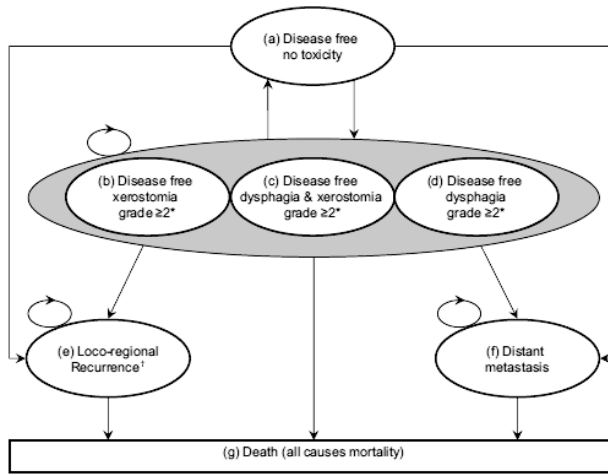 (a) Disease free
no toxicity
(b) Disease free
xerostomia
grade ≥2*
(c) Disease free
dysphagia & xerostomia
grade ≥2*
(d) Disease free
dysphagia
grade ≥2*
(e) Loco-regional
Recurrence†
(f) Distant
metastasis
(g) Death (all causes mortality)